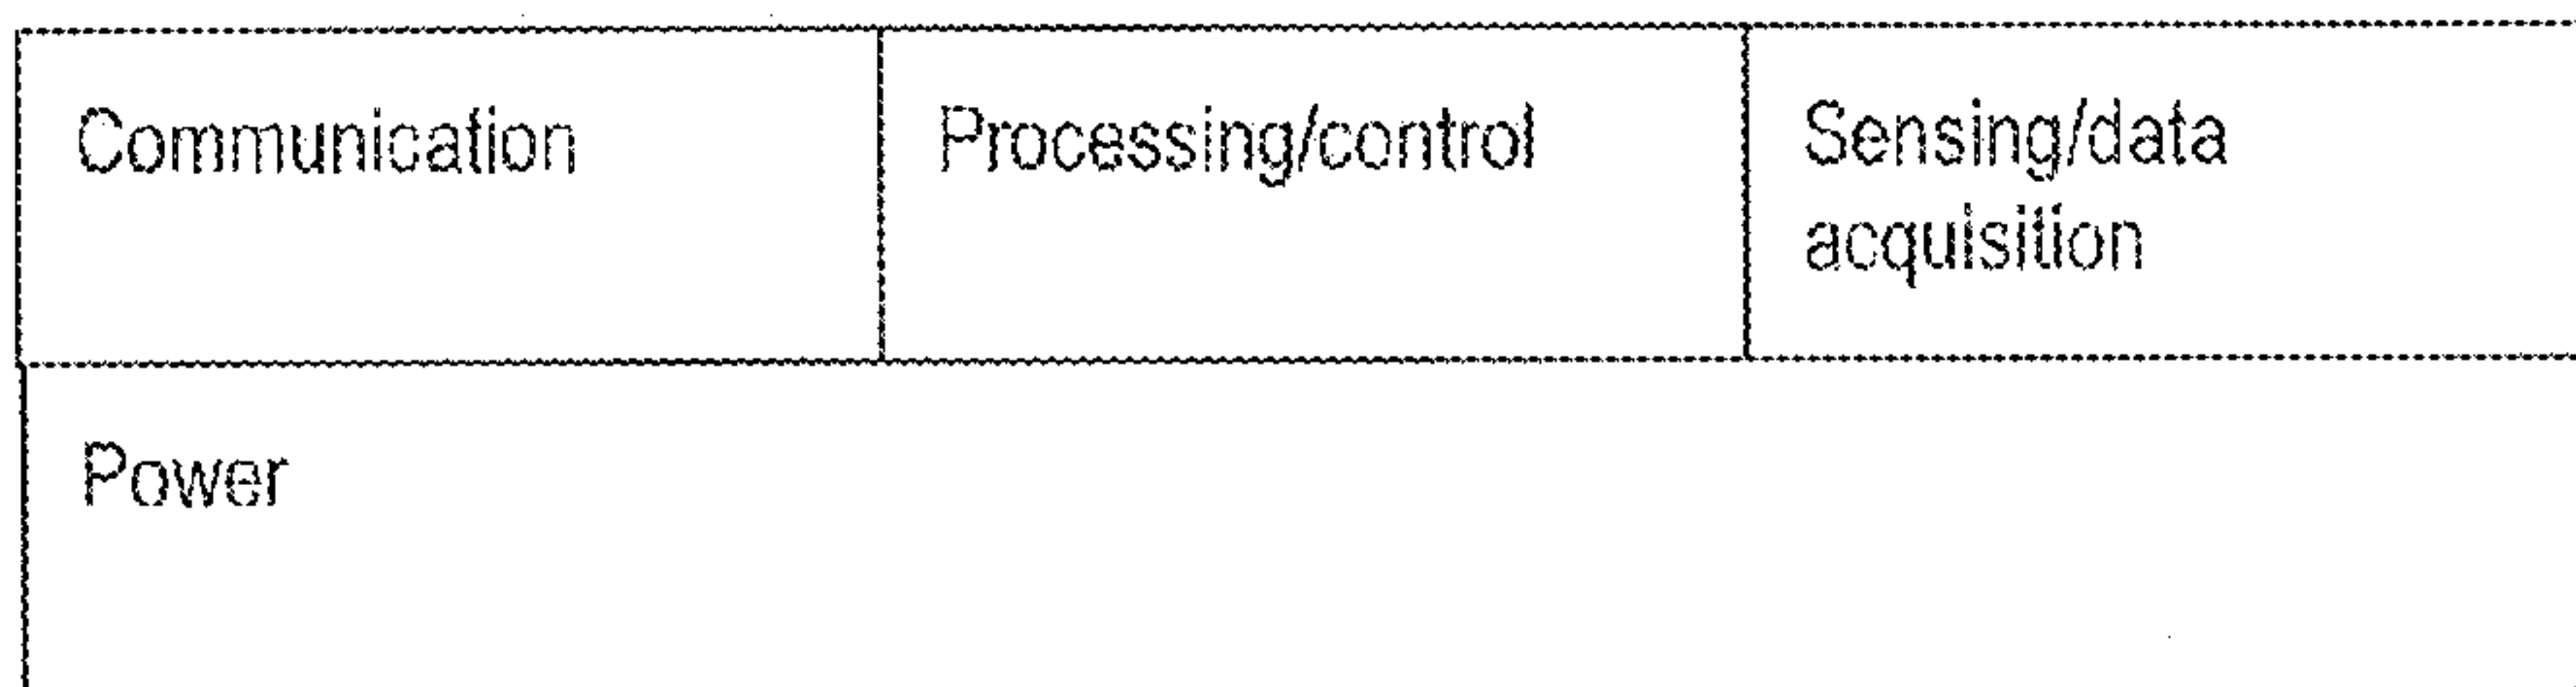 Communication
Processing/control
Sensing/data
acquisition
Power